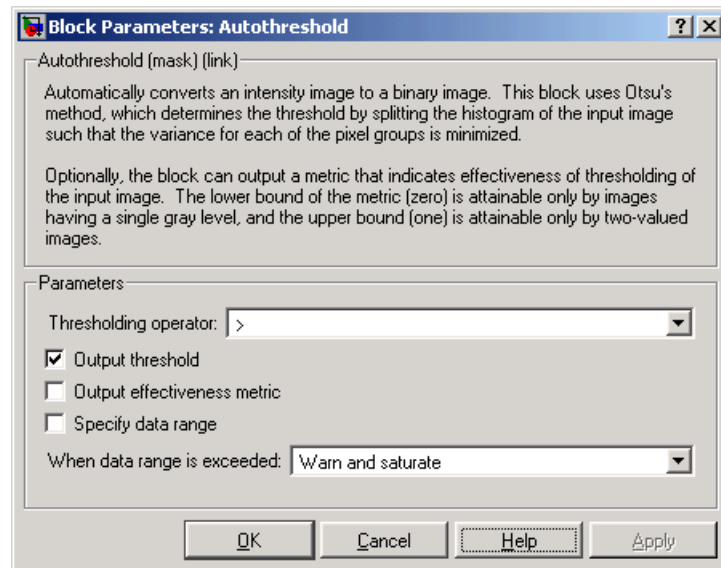 Block Parameters: Autothreshold
Autothreshold (mask) (link)
Automatically converts an intensity image to a binary image.  This block uses Otsu's
method, which determines the threshold by splitting the histogram of the input image
such that the variance for each of the pixel groups is minimized.
Optionally, the block can output a metric that indicates effectiveness of thresholding of
the input image.  The lower bound of the metric (zero) is attainable only by images
having a single gray level, and the upper bound (one) is attainable only by two-valued
images.
Parameters
Thresholding operator: >
Output threshold
Output effectiveness metric
Specify data range
When data range is exceeded: Warn and saturate
OK Cancel Help Apply